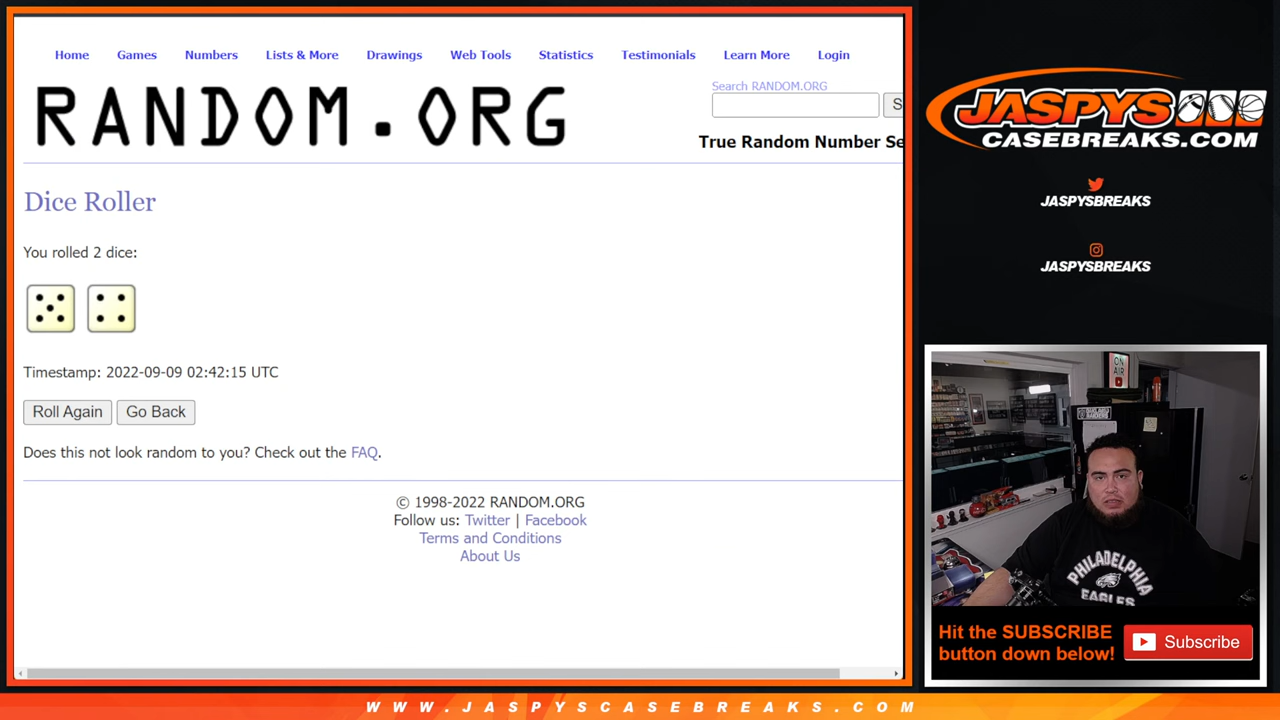 Home Games Numbers Lists & More Drawings Web Tools Statistics Testimonials Learn More Login
RANDOM.ORG
Search RANDOM.ORG
S
True Random Number Se
Dice Roller
You rolled 2 dice:
Timestamp: 2022-09-09 02:42:15 UTC
Roll Again Go Back
Does this not look random to you? Check out the FAQ.
© 1998-2022 RANDOM.ORG
Follow us: Twitter | Facebook
Terms and Conditions
About Us
JASPYS
CASEBREAKS.COM
JASPYSBREAKS
JASPYSBREAKS
ON
AIR
PHILADELPHIA
EAGLES
Hit the SUBSCRIBE
button down below!
Subscribe
WWW.JASPYSCASEBREAKS.COM